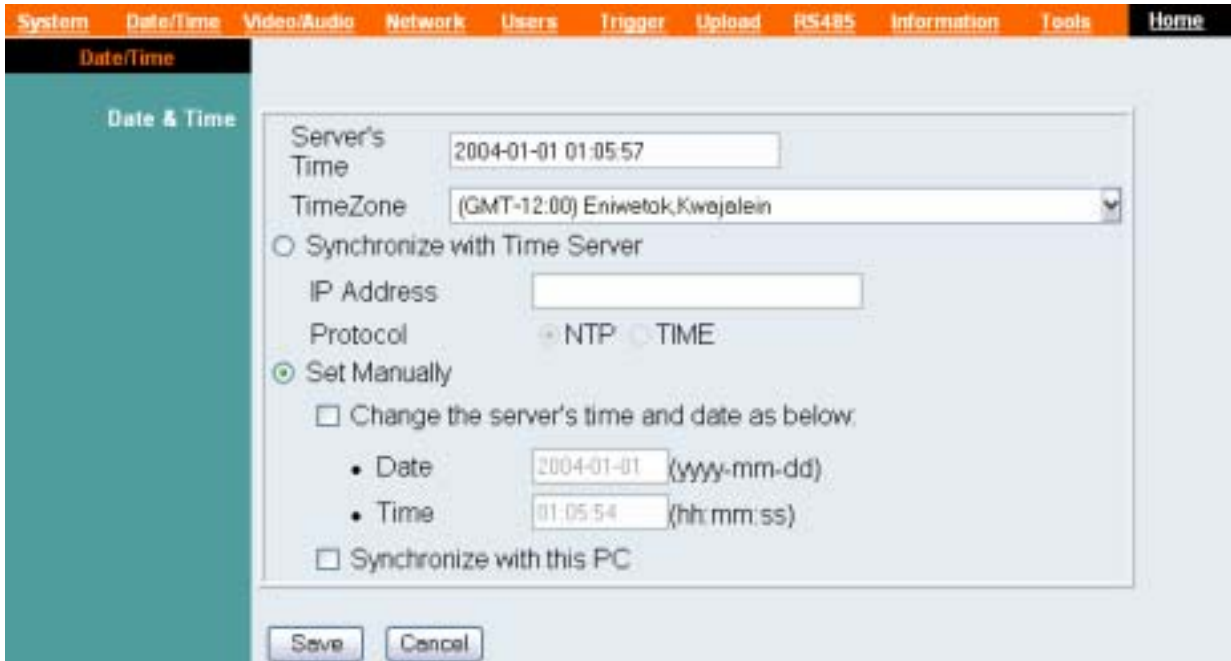 System Date/Time Video/Audio Network Users Trigger Upload RS485 Information Tools Home
Date/Time
Date & Time
Server's Time 2004-01-01 01:05:57
TimeZone (GMT-12:00) Eniwetok,Kwajalein
Synchronize with Time Server
IP Address
Protocol NTP TIME
Set Manually
Change the server's time and date as below:
• Date 2004-01-01 (yyyy-mm-dd)
• Time 01:05:54 (hh:mm:ss)
Synchronize with this PC
Save Cancel